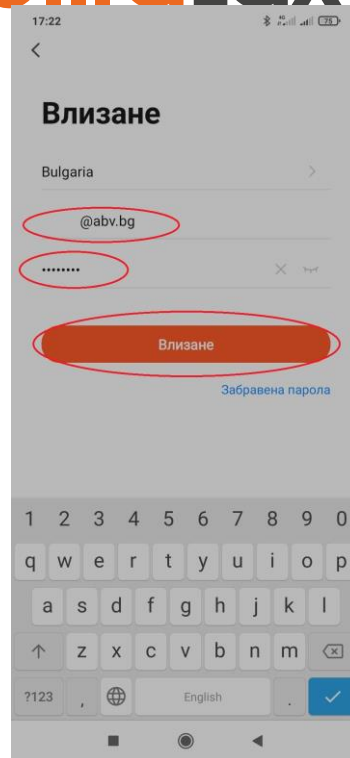 17:22
75
Влизане
Bulgaria
@abv.bg
Влизане
Забравена парола
1 2 3 4 5 6 7 8 9 0
q w e r t y u i o p
a s d f g h j k l
z x c v b n m
?123 , English .